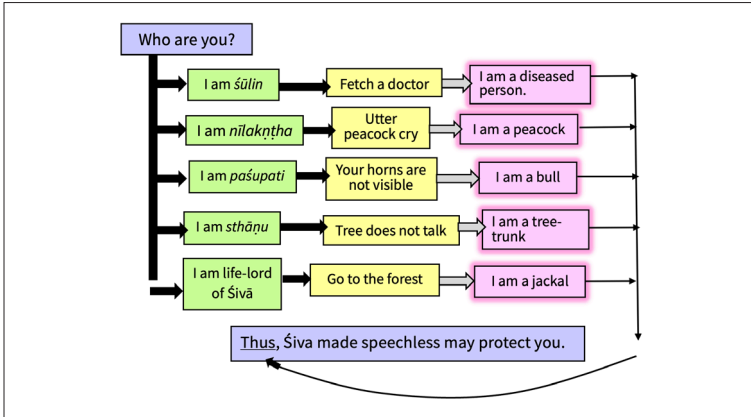 Who are you?
I am śūlin
Fetch a doctor
I am a diseased
person.
I am nīlakṇṭha
Utter
peacock cry
I am a peacock
I am paśupati
Your horns are
not visible
I am a bull
I am sthāṇu
Tree does not talk
I am a tree-
trunk
I am life-lord
of Śivā
Go to the forest
I am a jackal
Thus, Śiva made speechless may protect you.